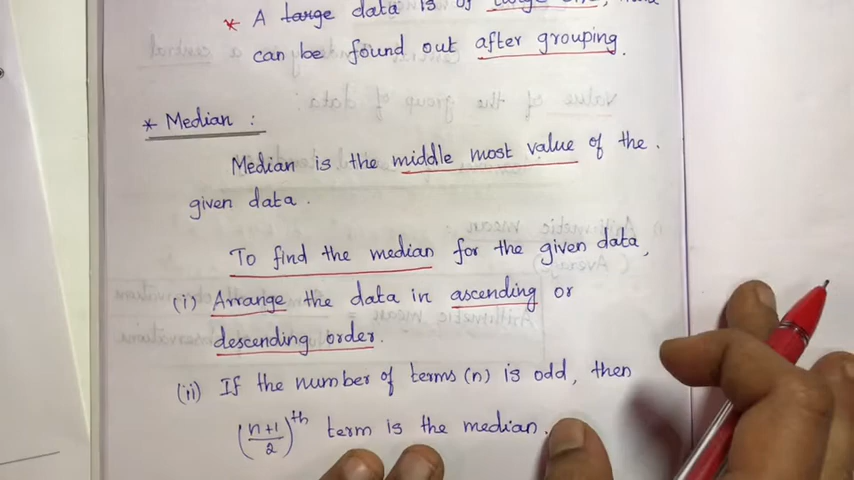 * A large data is of large
can be found out after grouping.
* Median :
Median is the middle most value of the
given data.
To find the median for the given data,
(i) Arrange the data in ascending or
descending order.
(ii) If the number of terms (n) is odd, then
(n+1/2)th term is the median.